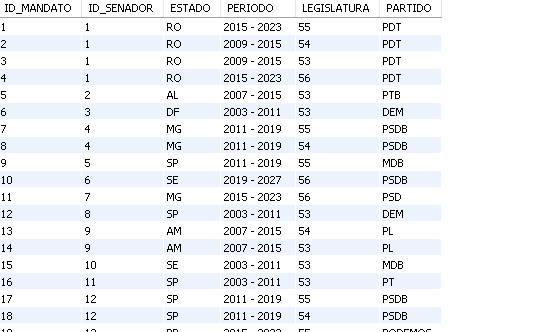 ID_MANDATO ID_SENADOR ESTADO PERIODO LEGISLATURA PARTIDO
1 1 RO 2015 - 2023 55 PDT
2 1 RO 2009 - 2015 54 PDT
3 1 RO 2009 - 2015 53 PDT
4 1 RO 2015 - 2023 56 PDT
5 2 AL 2007 - 2015 53 PTB
6 3 DF 2003 - 2011 53 DEM
7 4 MG 2011 - 2019 55 PSDB
8 4 MG 2011 - 2019 54 PSDB
9 5 SP 2011 - 2019 55 MDB
10 6 SE 2019 - 2027 56 PSDB
11 7 MG 2015 - 2023 56 PSD
12 8 SP 2003 - 2011 53 DEM
13 9 AM 2007 - 2015 54 PL
14 9 AM 2007 - 2015 53 PL
15 10 SE 2003 - 2011 53 MDB
16 11 SP 2003 - 2011 53 PT
17 12 SP 2011 - 2019 55 PSDB
18 12 SP 2011 - 2019 54 PSDB